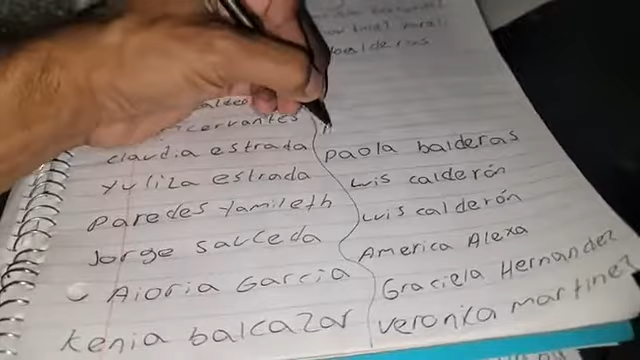 cervantes
claudia estrada
yuliza estrada
paredes yamileth
Jorge salceda
Aioria Garcia
kenia balcazar
paola balderas
Luis calderón
Luis calderón
America Alexa
Graciela Hernandez
veronica martinez